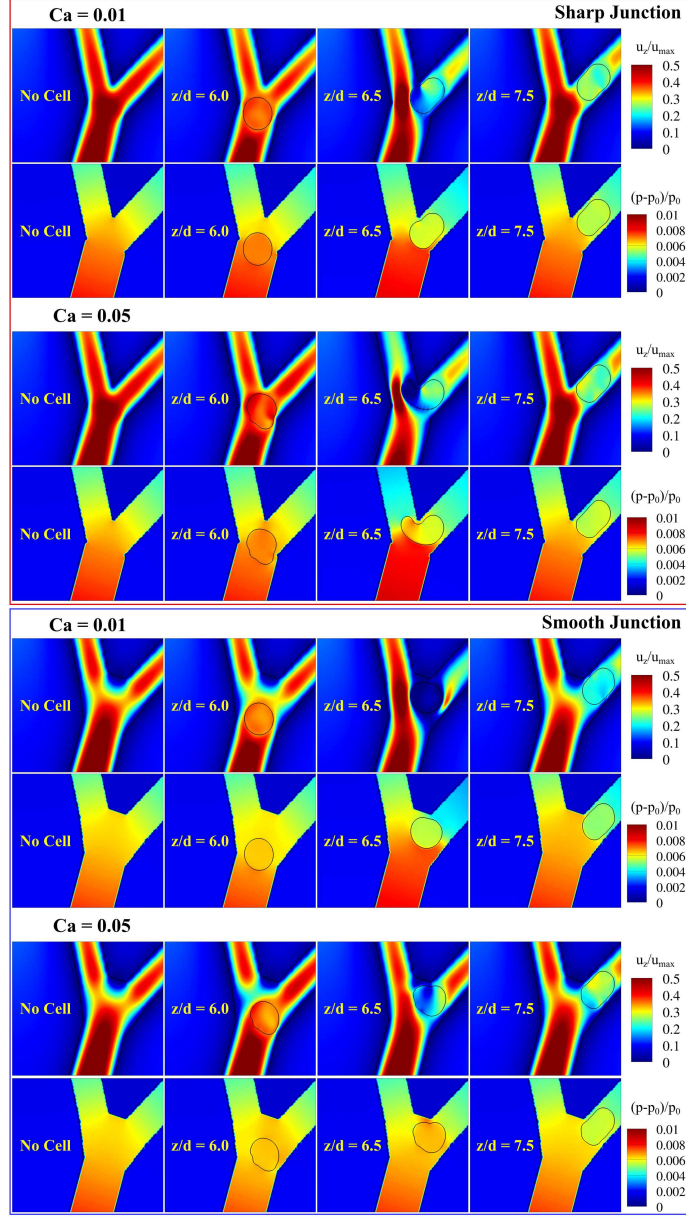 Ca = 0.01 Sharp Junction
u_z/u_max
No Cell z/d = 6.0 z/d = 6.5 z/d = 7.5
0.5
0.4
0.3
0.2
0.1
0
(p-p_0)/p_0
No Cell z/d = 6.0 z/d = 6.5 z/d = 7.5
0.01
0.008
0.006
0.004
0.002
0
Ca = 0.05
u_z/u_max
No Cell z/d = 6.0 z/d = 6.5 z/d = 7.5
0.5
0.4
0.3
0.2
0.1
0
(p-p_0)/p_0
No Cell z/d = 6.0 z/d = 6.5 z/d = 7.5
0.01
0.008
0.006
0.004
0.002
0
Ca = 0.01 Smooth Junction
u_z/u_max
No Cell z/d = 6.0 z/d = 6.5 z/d = 7.5
0.5
0.4
0.3
0.2
0.1
0
(p-p_0)/p_0
No Cell z/d = 6.0 z/d = 6.5 z/d = 7.5
0.01
0.008
0.006
0.004
0.002
0
Ca = 0.05
u_z/u_max
No Cell z/d = 6.0 z/d = 6.5 z/d = 7.5
0.5
0.4
0.3
0.2
0.1
0
(p-p_0)/p_0
No Cell z/d = 6.0 z/d = 6.5 z/d = 7.5
0.01
0.008
0.006
0.004
0.002
0